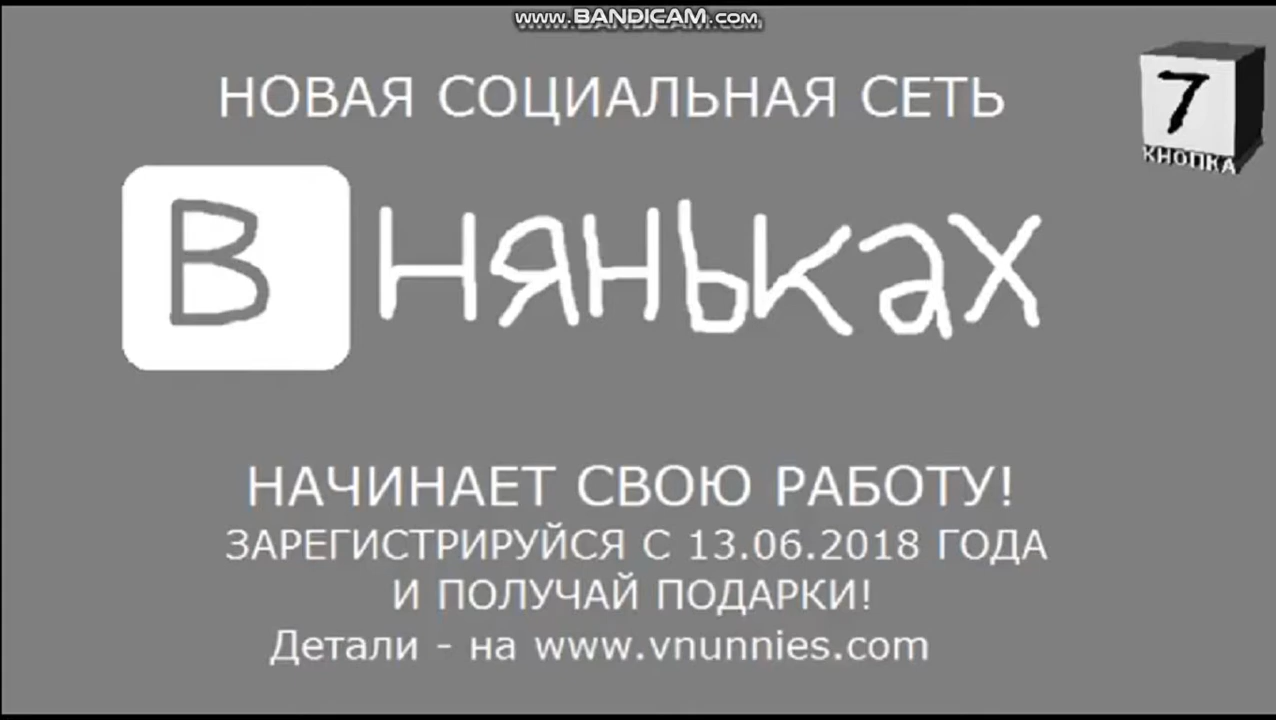 www.BANDICAM.com
НОВАЯ СОЦИАЛЬНАЯ СЕТЬ
7
КНОПКА
В няньках
НАЧИНАЕТ СВОЮ РАБОТУ!
ЗАРЕГИСТРИРУЙСЯ С 13.06.2018 ГОДА
И ПОЛУЧАЙ ПОДАРКИ!
Детали - на www.vnunnies.com